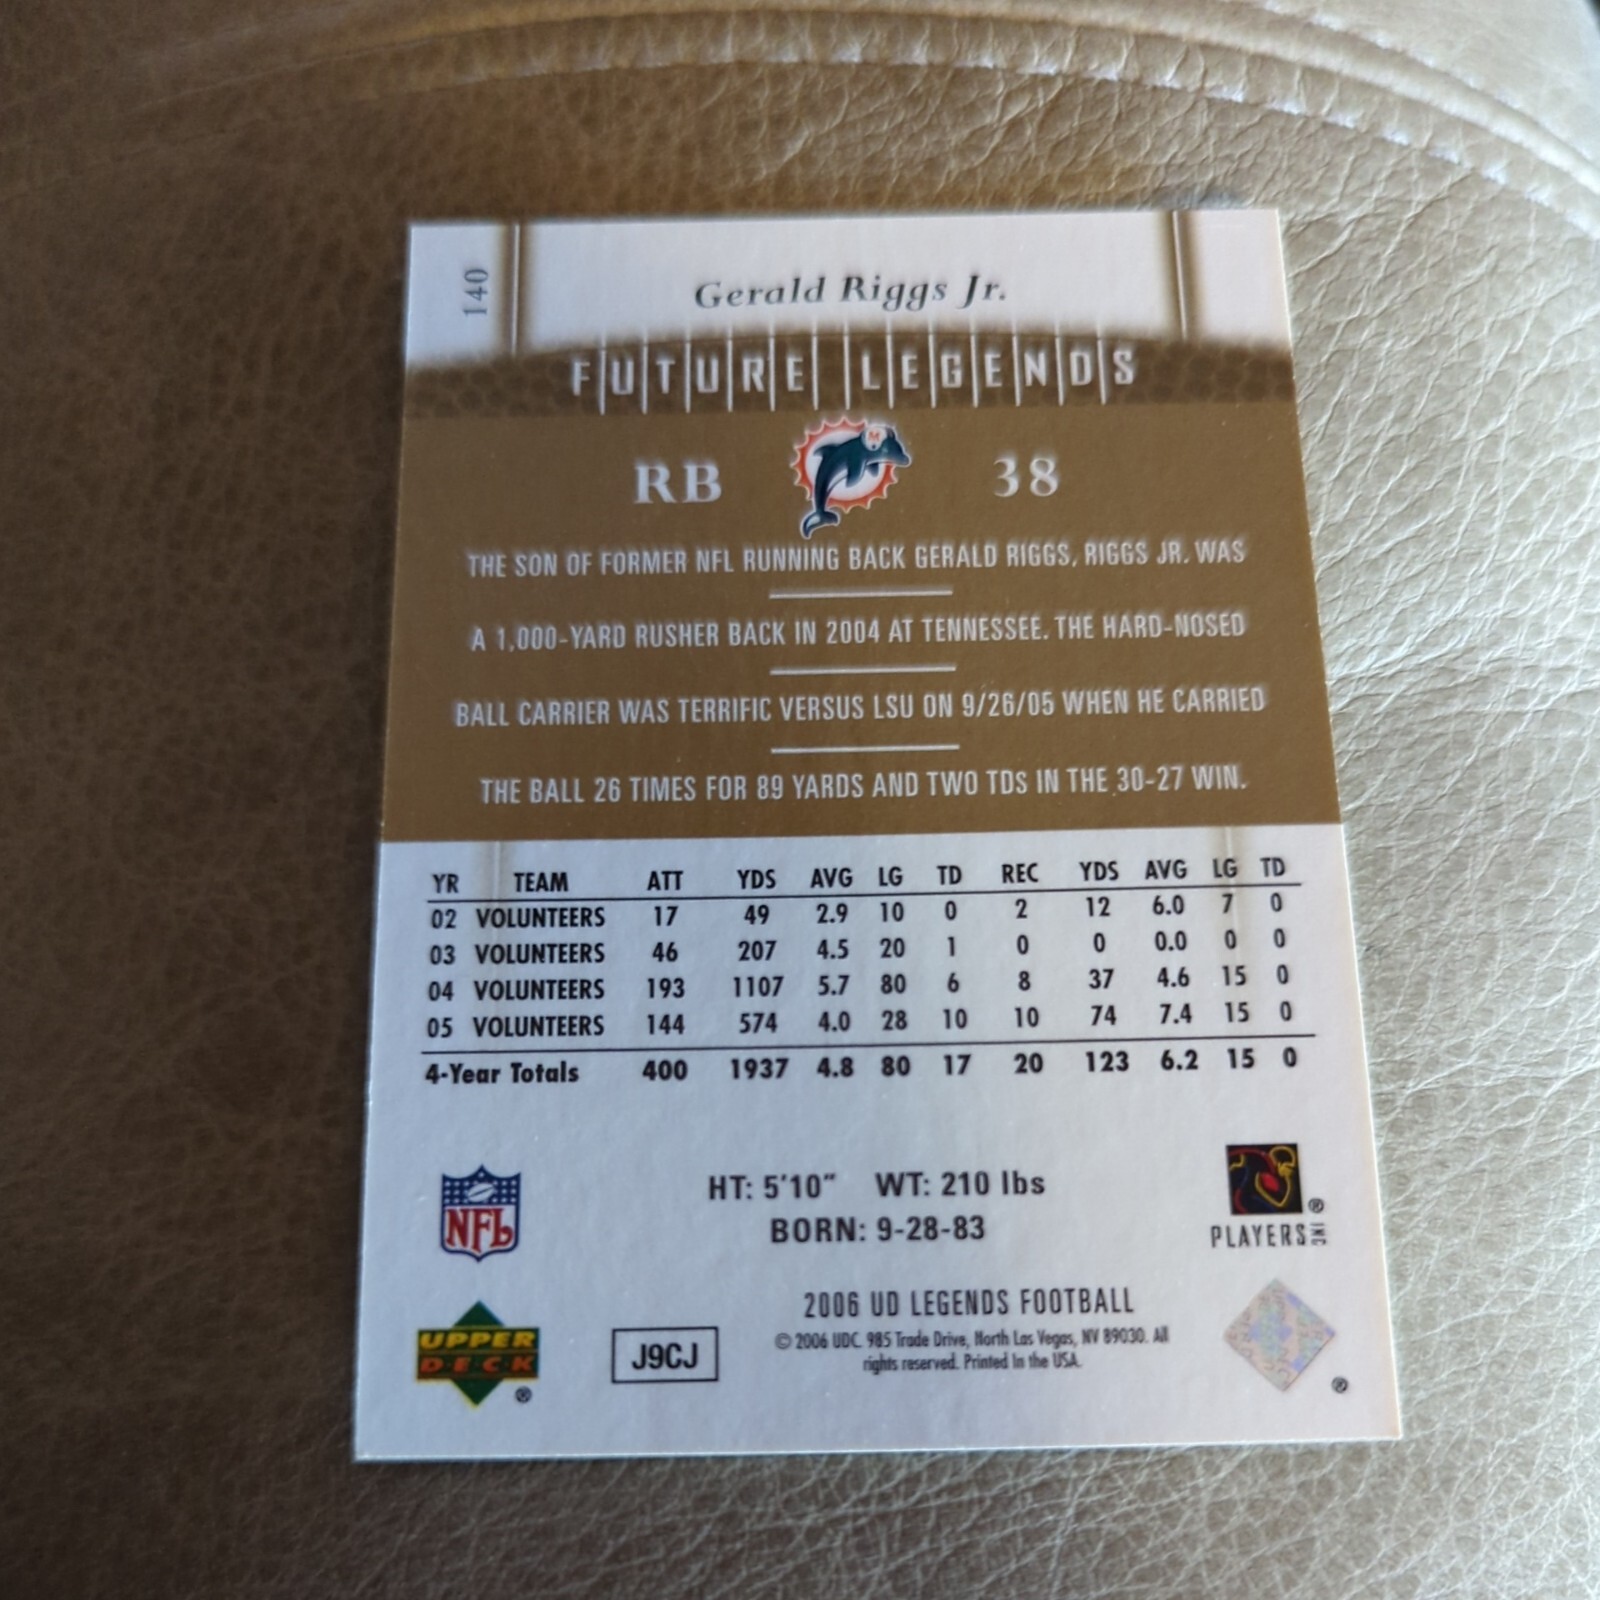 140
Gerald Riggs Jr.
FUTURE LEGENDS
RB M 38
THE SON OF FORMER NFL RUNNING BACK GERALD RIGGS, RIGGS JR. WAS
A 1,000-YARD RUSHER BACK IN 2004 AT TENNESSEE. THE HARD-NOSED
BALL CARRIER WAS TERRIFIC VERSUS LSU ON 9/26/05 WHEN HE CARRIED
THE BALL 26 TIMES FOR 89 YARDS AND TWO TDS IN THE 30-27 WIN.
YR TEAM ATT YDS AVG LG TD REC YDS AVG LG TD
02 VOLUNTEERS 17 49 2.9 10 0 2 12 6.0 7 0
03 VOLUNTEERS 46 207 4.5 20 1 0 0 0.0 0 0
04 VOLUNTEERS 193 1107 5.7 80 6 8 37 4.6 15 0
05 VOLUNTEERS 144 574 4.0 28 10 10 74 7.4 15 0
4-Year Totals 400 1937 4.8 80 17 20 123 6.2 15 0
NFL
HT: 5'10" WT: 210 lbs
BORN: 9-28-83
®
PLAYERS INC
2006 UD LEGENDS FOOTBALL
© 2006 UDC. 985 Trade Drive, North Las Vegas, NV 89030. All
rights reserved. Printed In the USA.
UPPER
DECK
®
J9CJ
®